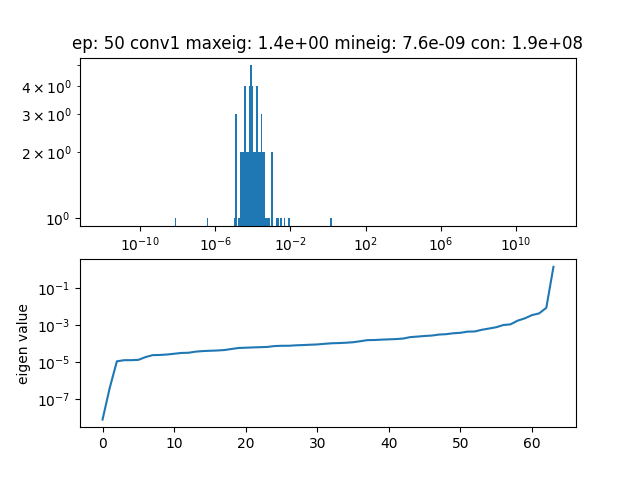 ep: 50 conv1 maxeig: 1.4e+00 mineig: 7.6e-09 con: 1.9e+08
4 × 10⁰
3 × 10⁰
2 × 10⁰
10⁰
10⁻¹⁰ 10⁻⁶ 10⁻² 10² 10⁶ 10¹⁰
eigen value
10⁻¹
10⁻³
10⁻⁵
10⁻⁷
0 10 20 30 40 50 60